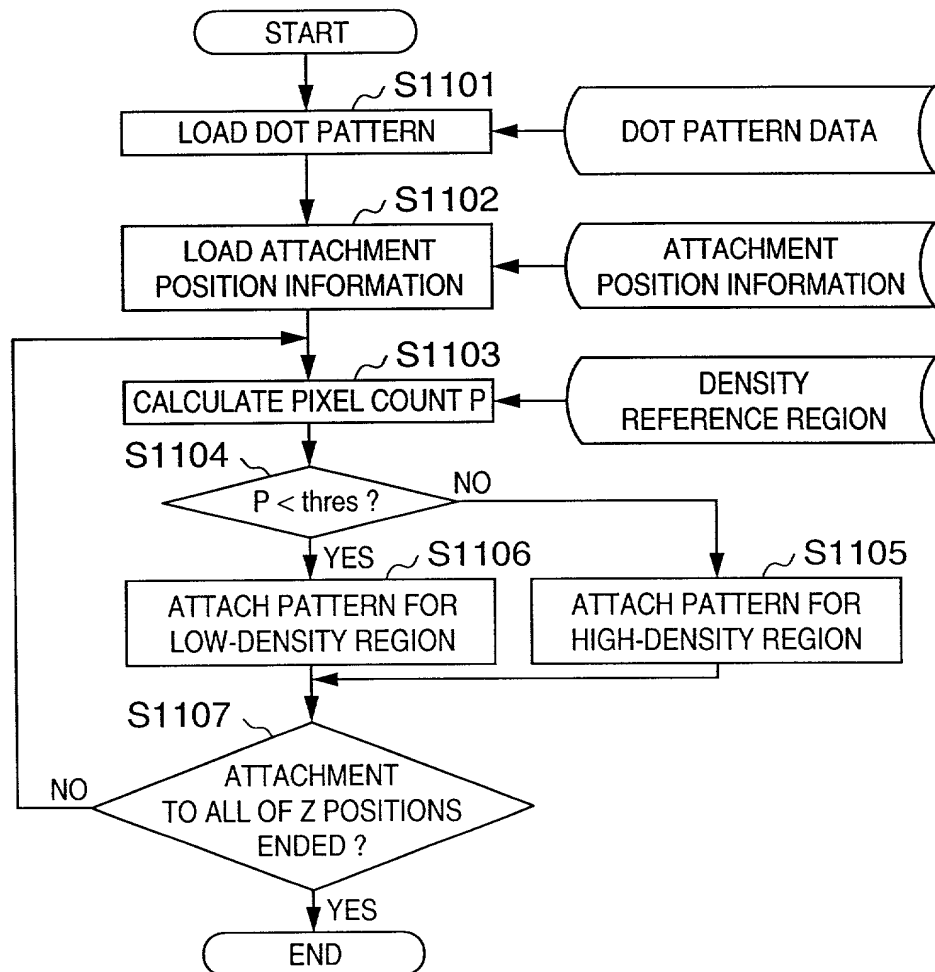 START
S1101
LOAD DOT PATTERN
DOT PATTERN DATA
S1102
LOAD ATTACHMENT
POSITION INFORMATION
ATTACHMENT
POSITION INFORMATION
S1103
CALCULATE PIXEL COUNT P
DENSITY
REFERENCE REGION
S1104
P < thres ?
NO
YES
S1106
ATTACH PATTERN FOR
LOW-DENSITY REGION
S1105
ATTACH PATTERN FOR
HIGH-DENSITY REGION
S1107
ATTACHMENT
TO ALL OF Z POSITIONS
ENDED ?
NO
YES
END